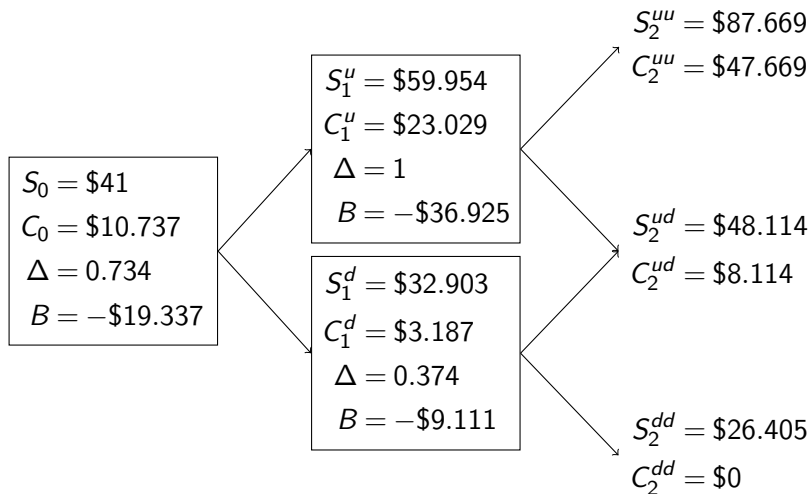 S_0 = $41
C_0 = $10.737
Δ = 0.734
B = −$19.337
S_1^u = $59.954
C_1^u = $23.029
Δ = 1
B = −$36.925
S_1^d = $32.903
C_1^d = $3.187
Δ = 0.374
B = −$9.111
S_2^{uu} = $87.669
C_2^{uu} = $47.669
S_2^{ud} = $48.114
C_2^{ud} = $8.114
S_2^{dd} = $26.405
C_2^{dd} = $0